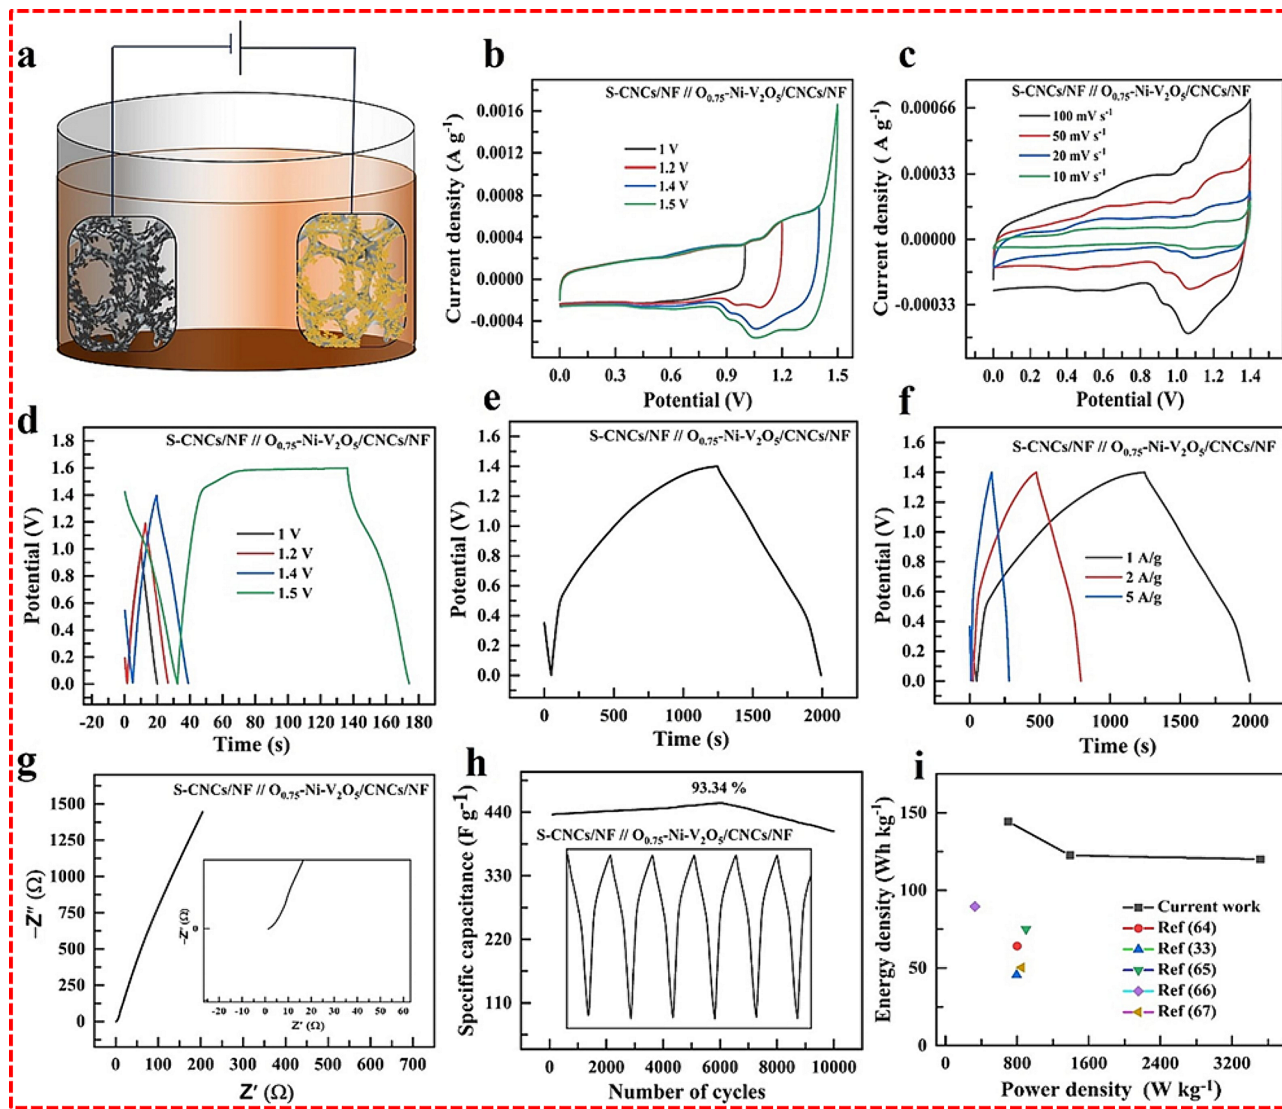 a
b
S-CNCs/NF // O0.75-Ni-V2O5/CNCs/NF
0.0016
0.0012
0.0008
0.0004
0.0000
-0.0004
Current density (A g-1)
1 V
1.2 V
1.4 V
1.5 V
0.0 0.3 0.6 0.9 1.2 1.5
Potential (V)
c
S-CNCs/NF // O0.75-Ni-V2O5/CNCs/NF
0.00066
0.00033
0.00000
-0.00033
Current density ( A g-1)
100 mV s-1
50 mV s-1
20 mV s-1
10 mV s-1
0.0 0.2 0.4 0.6 0.8 1.0 1.2 1.4
Potential (V)
d
S-CNCs/NF // O0.75-Ni-V2O5/CNCs/NF
1.8
1.6
1.4
1.2
1.0
0.8
0.6
0.4
0.2
0.0
Potential (V)
1 V
1.2 V
1.4 V
1.5 V
-20 0 20 40 60 80 100 120 140 160 180
Time (s)
e
S-CNCs/NF // O0.75-Ni-V2O5/CNCs/NF
1.6
1.4
1.2
1.0
0.8
0.6
0.4
0.2
0.0
Potential (V)
0 250 500 750 1000 1250 1500 1750 2000
Time (s)
f
S-CNCs/NF // O0.75-Ni-V2O5/CNCs/NF
1.6
1.4
1.2
1.0
0.8
0.6
0.4
0.2
0.0
Potential (V)
1 A/g
2 A/g
5 A/g
0 500 1000 1500 2000
Time (s)
g
S-CNCs/NF // O0.75-Ni-V2O5/CNCs/NF
1500
1250
1000
750
500
250
0
−Z″ (Ω)
−Z″ (Ω)
0
-20 -10 0 10 20 30 40 50 60
Z′ (Ω)
0 100 200 300 400 500 600 700
Z′ (Ω)
h
93.34 %
S-CNCs/NF // O0.75-Ni-V2O5/CNCs/NF
440
330
220
110
Specific capacitance (F g-1)
0 2000 4000 6000 8000 10000
Number of cycles
i
150
100
50
0
Energy density (Wh kg-1)
Current work
Ref (64)
Ref (33)
Ref (65)
Ref (66)
Ref (67)
800 1600 2400 3200
Power density (W kg-1)